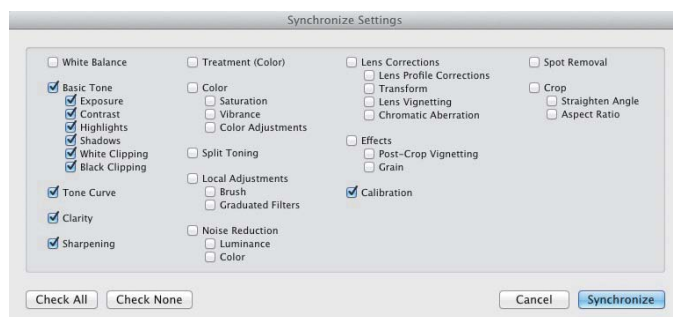 Synchronize Settings
White Balance
Basic Tone
Exposure
Contrast
Highlights
Shadows
White Clipping
Black Clipping
Tone Curve
Clarity
Sharpening
Treatment (Color)
Color
Saturation
Vibrance
Color Adjustments
Split Toning
Local Adjustments
Brush
Graduated Filters
Noise Reduction
Luminance
Color
Lens Corrections
Lens Profile Corrections
Transform
Lens Vignetting
Chromatic Aberration
Effects
Post-Crop Vignetting
Grain
Calibration
Spot Removal
Crop
Straighten Angle
Aspect Ratio
Check All
Check None
Cancel
Synchronize